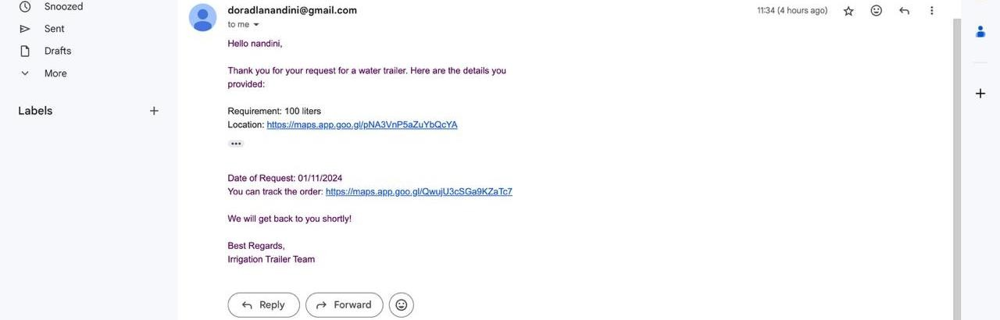 Snoozed
Sent
Drafts
More
Labels
doradlanandini@gmail.com
11:34 (4 hours ago)
to me
Hello nandini,
Thank you for your request for a water trailer. Here are the details you
provided:
Requirement: 100 liters
Location: https://maps.app.goo.gl/pNA3VnP5aZuYbQcYA
Date of Request: 01/11/2024
You can track the order: https://maps.app.goo.gl/QwujU3cSGa9KZaTc7
We will get back to you shortly!
Best Regards,
Irrigation Trailer Team
Reply
Forward